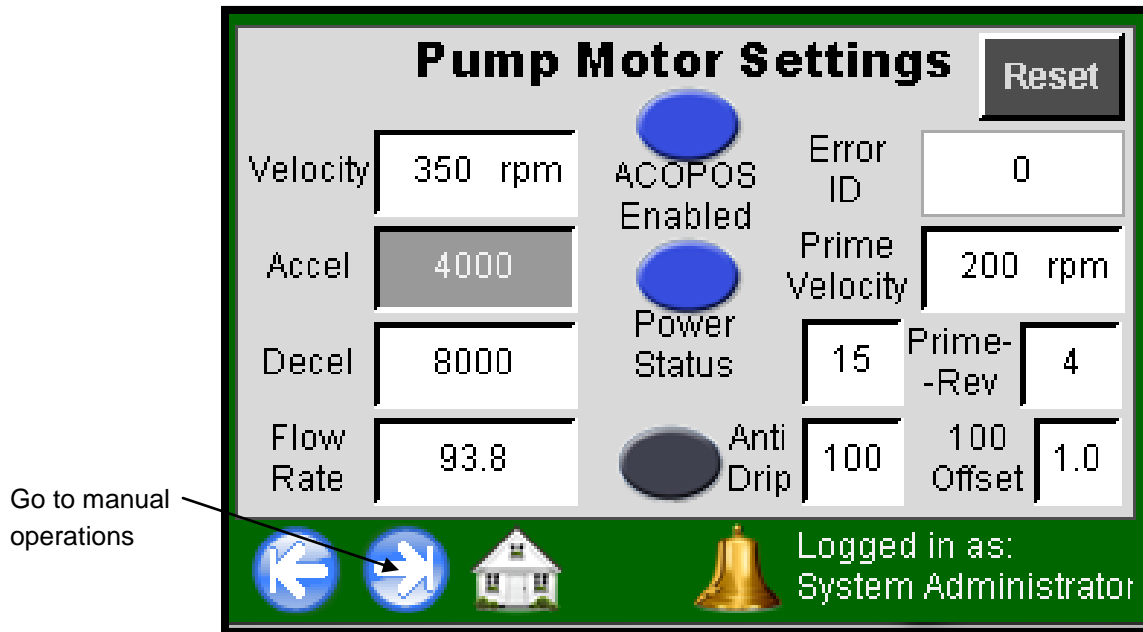 Pump Motor Settings
Reset
Velocity
350 rpm
ACOPOS
Enabled
Error
ID
0
Accel
4000
Prime
Velocity
200 rpm
Decel
8000
Power
Status
15
Prime-
-Rev
4
Flow
Rate
93.8
Anti
Drip
100
100
Offset
1.0
Go to manual
operations
Logged in as:
System Administrator